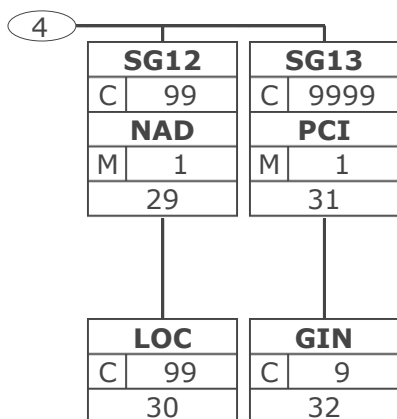 4
SG12 SG13
C 99 C 9999
NAD PCI
M 1 M 1
29 31
LOC GIN
C 99 C 9
30 32